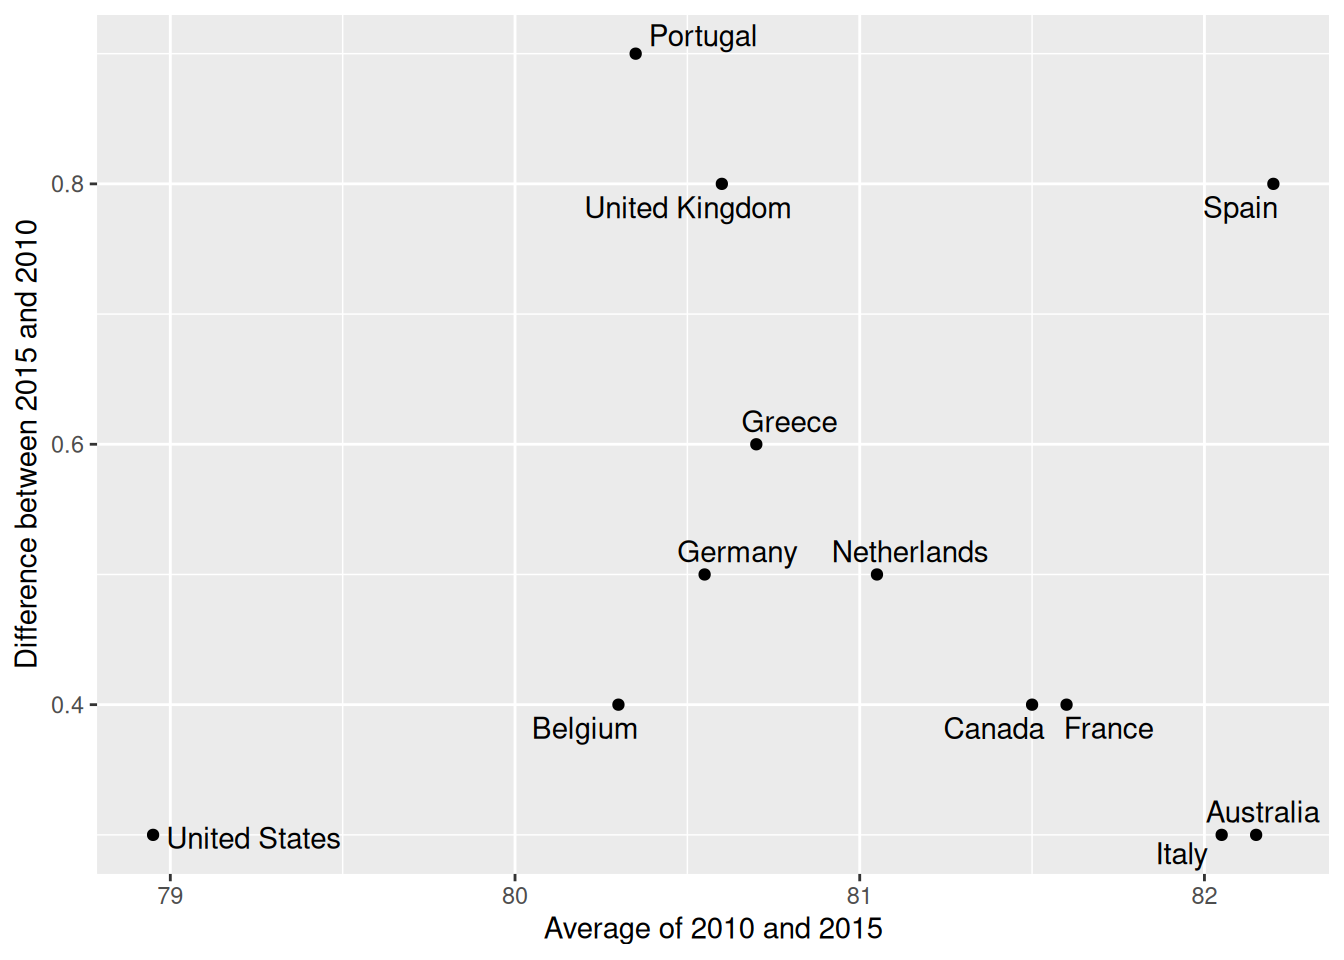 Portugal
0.8
United Kingdom
Spain
Difference between 2015 and 2010
Greece
0.6
Germany
Netherlands
0.4
Belgium
Canada
France
Australia
United States
Italy
79
80
81
82
Average of 2010 and 2015